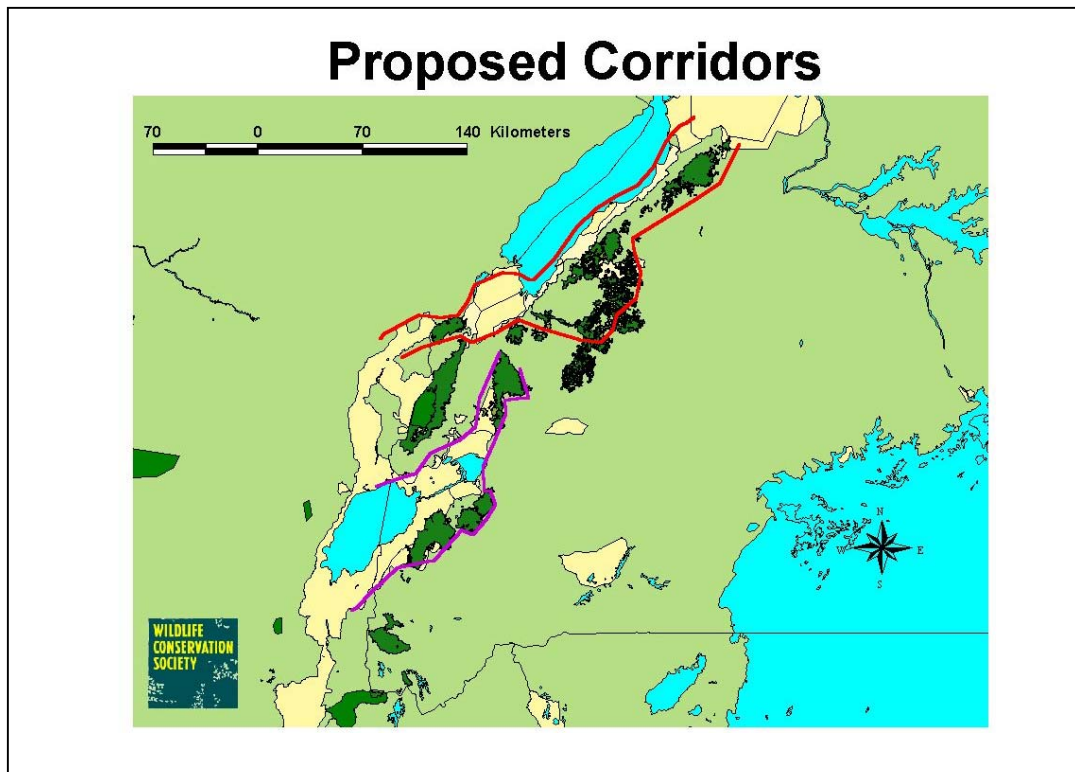 Proposed Corridors
70 0 70 140 Kilometers
N
W E
S
WILDLIFE
CONSERVATION
SOCIETY